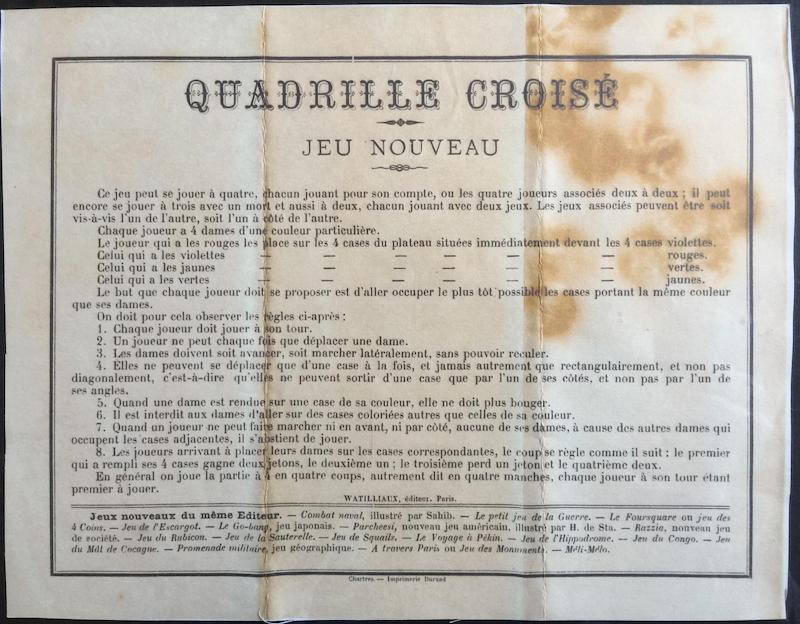 QUADRILLE CROISÉ
JEU NOUVEAU
Ce jeu peut se jouer à quatre, chacun jouant pour son compte, ou les quatre joueurs associés deux à deux ; il peut
encore se jouer à trois avec un mort et aussi à deux, chacun jouant avec deux jeux. Les jeux associés peuvent être soit
vis-à-vis l'un de l'autre, soit l'un à côté de l'autre.
Chaque joueur a 4 dames d'une couleur particulière.
Le joueur qui a les rouges les place sur les 4 cases du plateau situées immédiatement devant les 4 cases violettes.
Celui qui a les violettes — — — — — — rouges.
Celui qui a les jaunes — — — — — — vertes.
Celui qui a les vertes — — — — — — jaunes.
Le but que chaque joueur doit se proposer est d'aller occuper le plus tôt possible les cases portant la même couleur
que ses dames.
On doit pour cela observer les règles ci-après :
1. Chaque joueur doit jouer à son tour.
2. Un joueur ne peut chaque fois que déplacer une dame.
3. Les dames doivent soit avancer, soit marcher latéralement, sans pouvoir reculer.
4. Elles ne peuvent se déplacer que d'une case à la fois, et jamais autrement que rectangulairement, et non pas
diagonalement, c'est-à-dire qu'elles ne peuvent sortir d'une case que par l'un de ses côtés, et non pas par l'un de
ses angles.
5. Quand une dame est rendue sur une case de sa couleur, elle ne doit plus bouger.
6. Il est interdit aux dames d'aller sur des cases coloriées autres que celles de sa couleur.
7. Quand un joueur ne peut faire marcher ni en avant, ni par côté, aucune de ses dames, à cause des autres dames qui
occupent les cases adjacentes, il s'abstient de jouer.
8. Les joueurs arrivant à placer leurs dames sur les cases correspondantes, le coup se règle comme il suit : le premier
qui a rempli ses 4 cases gagne deux jetons, le deuxième un ; le troisième perd un jeton et le quatrième deux.
En général on joue la partie à 4 en quatre coups, autrement dit en quatre manches, chaque joueur à son tour étant
premier à jouer.
WATILLIAUX, éditeur. Paris.
Jeux nouveaux du même Editeur. — Combat naval, illustré par Sahib. — Le petit jeu de la Guerre. — Le Foursquare ou jeu des
4 Coins. — Jeu de l'Escargot. — Le Go-bang, jeu japonais. — Parcheesi, nouveau jeu américain, illustré par H. de Sta. — Razzia, nouveau jeu
de société. — Jeu du Rubicon. — Jeu de la Sauterelle. — Jeu de Squails. — Le Voyage à Pékin. — Jeu de l'Hippodrome. — Jeu du Congo. — Jeu
du Mât de Cocagne. — Promenade militaire, jeu géographique. — A travers Paris ou Jeu des Monuments. — Méli-Mélo.
Chartres. — Imprimerie Durand